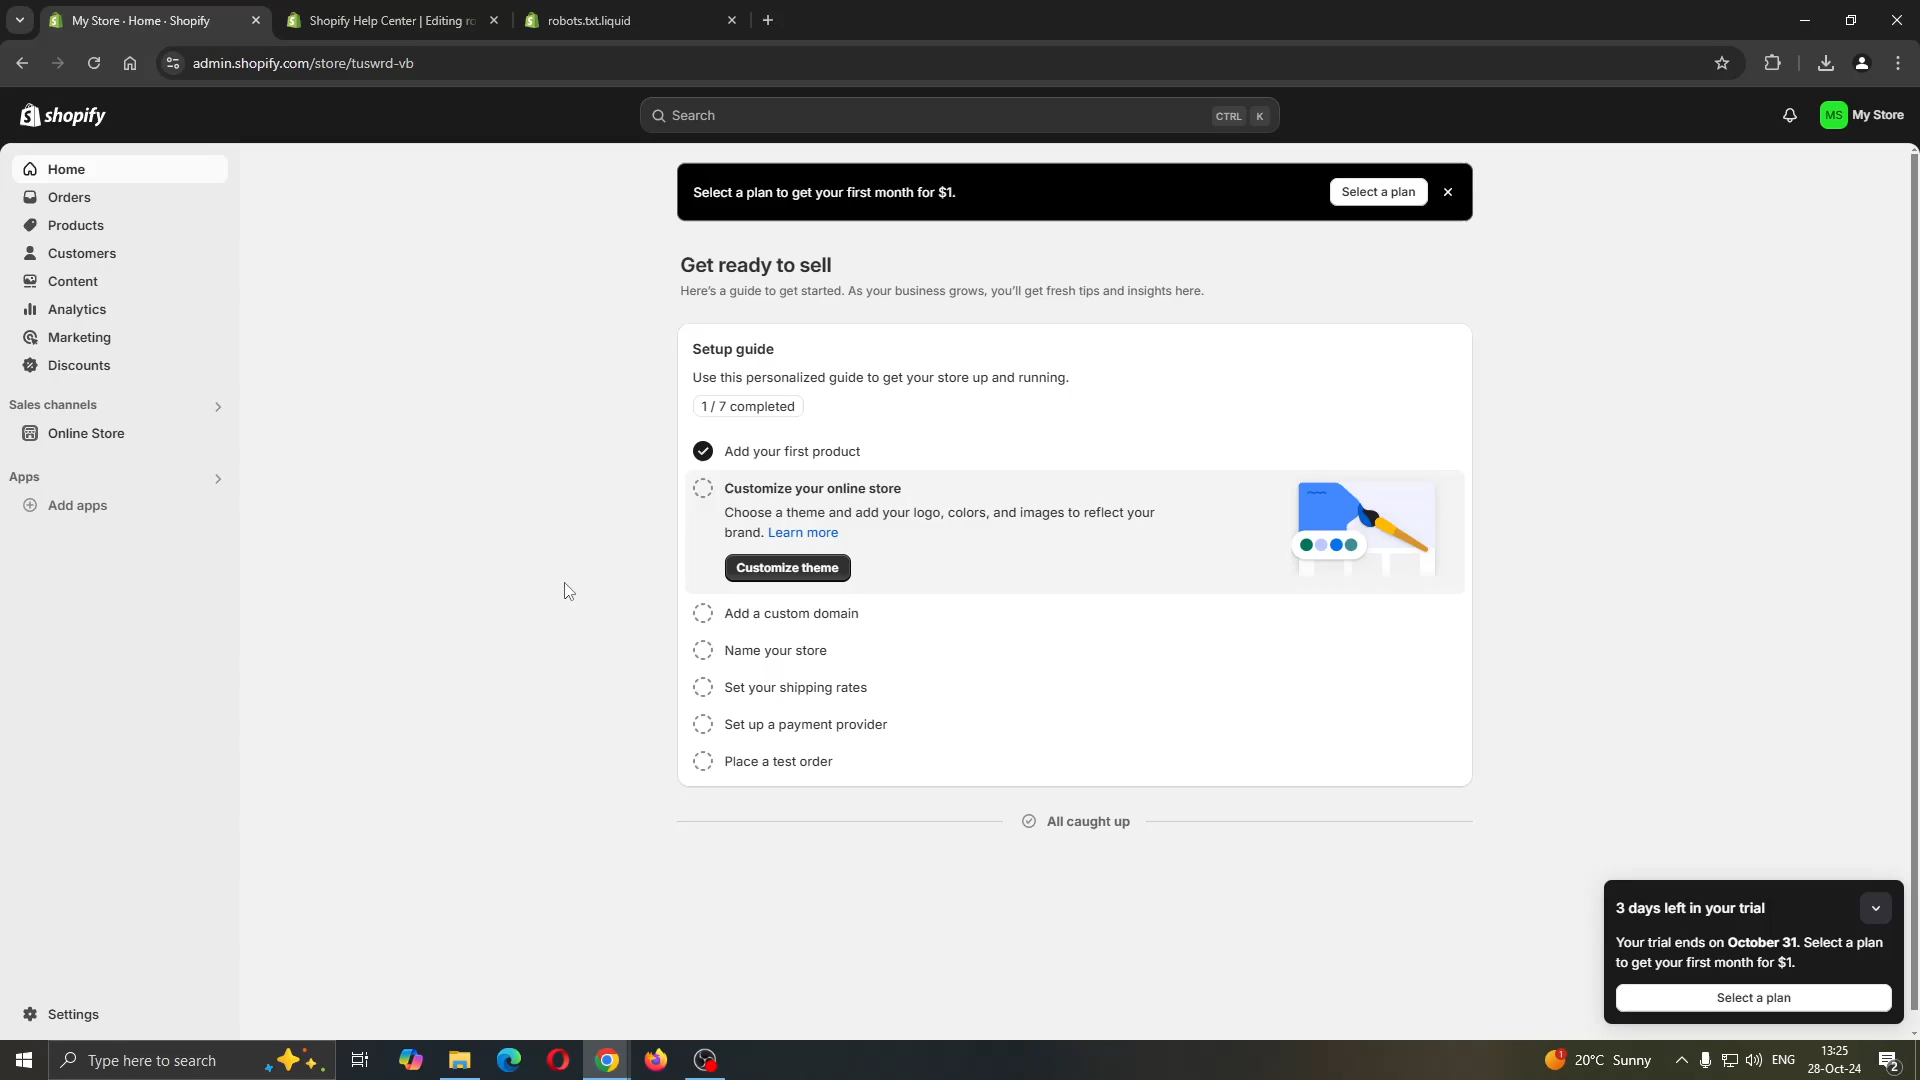 My Store · Home · Shopify
Shopify Help Center | Editing ro
robots.txt.liquid
admin.shopify.com/store/tuswrd-vb
shopify
Search
CTRL K
MS
My Store
Home
Orders
Products
Customers
Content
Analytics
Marketing
Discounts
Sales channels
Online Store
Apps
Add apps
Settings
Select a plan to get your first month for $1.
Select a plan
Get ready to sell
Here's a guide to get started. As your business grows, you'll get fresh tips and insights here.
Setup guide
Use this personalized guide to get your store up and running.
1 / 7 completed
Add your first product
Customize your online store
Choose a theme and add your logo, colors, and images to reflect your
brand. Learn more
Customize theme
Add a custom domain
Name your store
Set your shipping rates
Set up a payment provider
Place a test order
All caught up
3 days left in your trial
Your trial ends on October 31. Select a plan
to get your first month for $1.
Select a plan
Type here to search
1
20°C Sunny
ENG
13:25
28-Oct-24
2